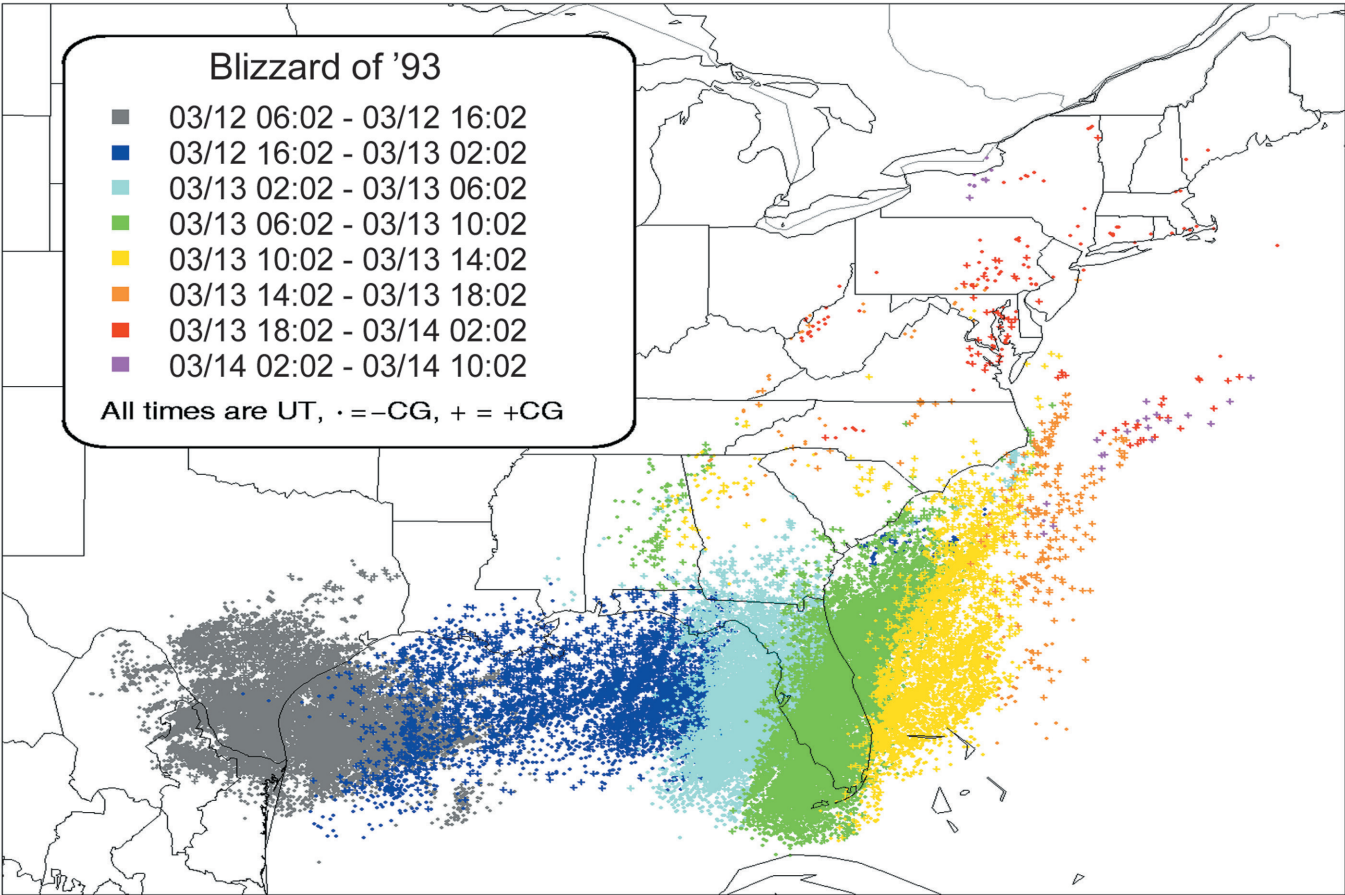 Blizzard of ’93
03/12 06:02 - 03/12 16:02
03/12 16:02 - 03/13 02:02
03/13 02:02 - 03/13 06:02
03/13 06:02 - 03/13 10:02
03/13 10:02 - 03/13 14:02
03/13 14:02 - 03/13 18:02
03/13 18:02 - 03/14 02:02
03/14 02:02 - 03/14 10:02
All times are UT, · = −CG, + = +CG